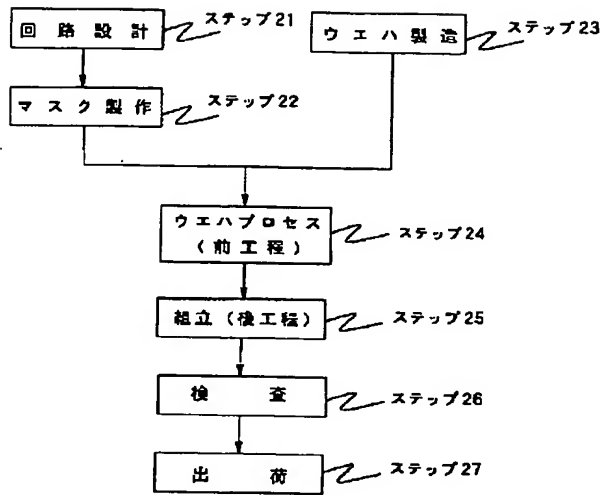 回路設計
ステップ21
ウエハ製造
ステップ23
マスク製作
ステップ22
ウエハプロセス
(前工程)
ステップ24
組立(後工程)
ステップ25
検査
ステップ26
出荷
ステップ27